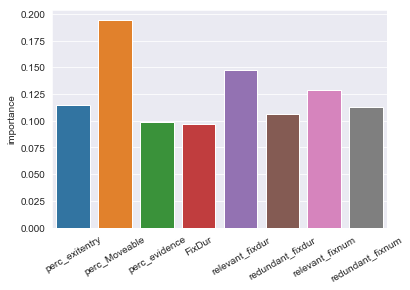 0.200
0.175
0.150
0.125
0.100
0.075
0.050
0.025
0.000
importance
perc_exitentry
perc_Moveable
perc_evidence
FixDur
relevant_fixdur
redundant_fixdur
relevant_fixnum
redundant_fixnum